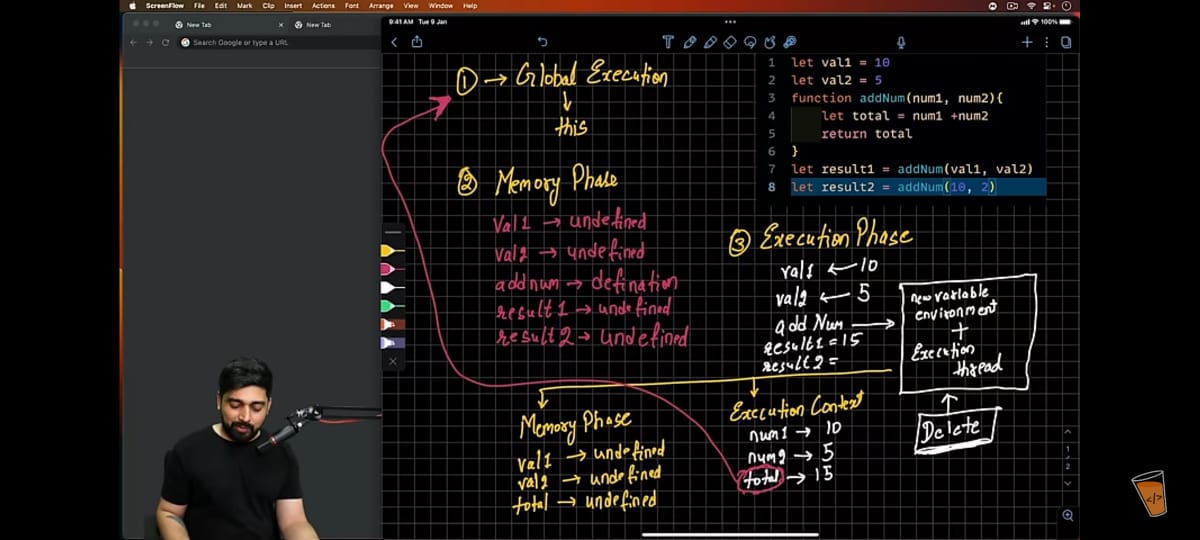 ScreenFlow File Edit Mark Clip Insert Actions Font Arrange View Window Help
New Tab × New Tab
Search Google or type a URL
9:41 AM Tue 9 Jan
100%
① → Global Execution
↓
this
② Memory Phase
val1 → undefined
val2 → undefined
addnum → defination
result1 → undefined
result2 → undefined
1 let val1 = 10
2 let val2 = 5
3 function addNum(num1, num2){
4 let total = num1 +num2
5 return total
6 }
7 let result1 = addNum(val1, val2)
8 let result2 = addNum(10, 2)
③ Execution Phase
val1 ← 10
val2 ← 5
add Num →
result1 = 15
result2 =
new variable
environment
+
Execution
thread
Delete
Memory Phase
val1 → undefined
val2 → undefined
total → undefined
Execution Context
num1 → 10
num2 → 5
total → 15
1
2
</>